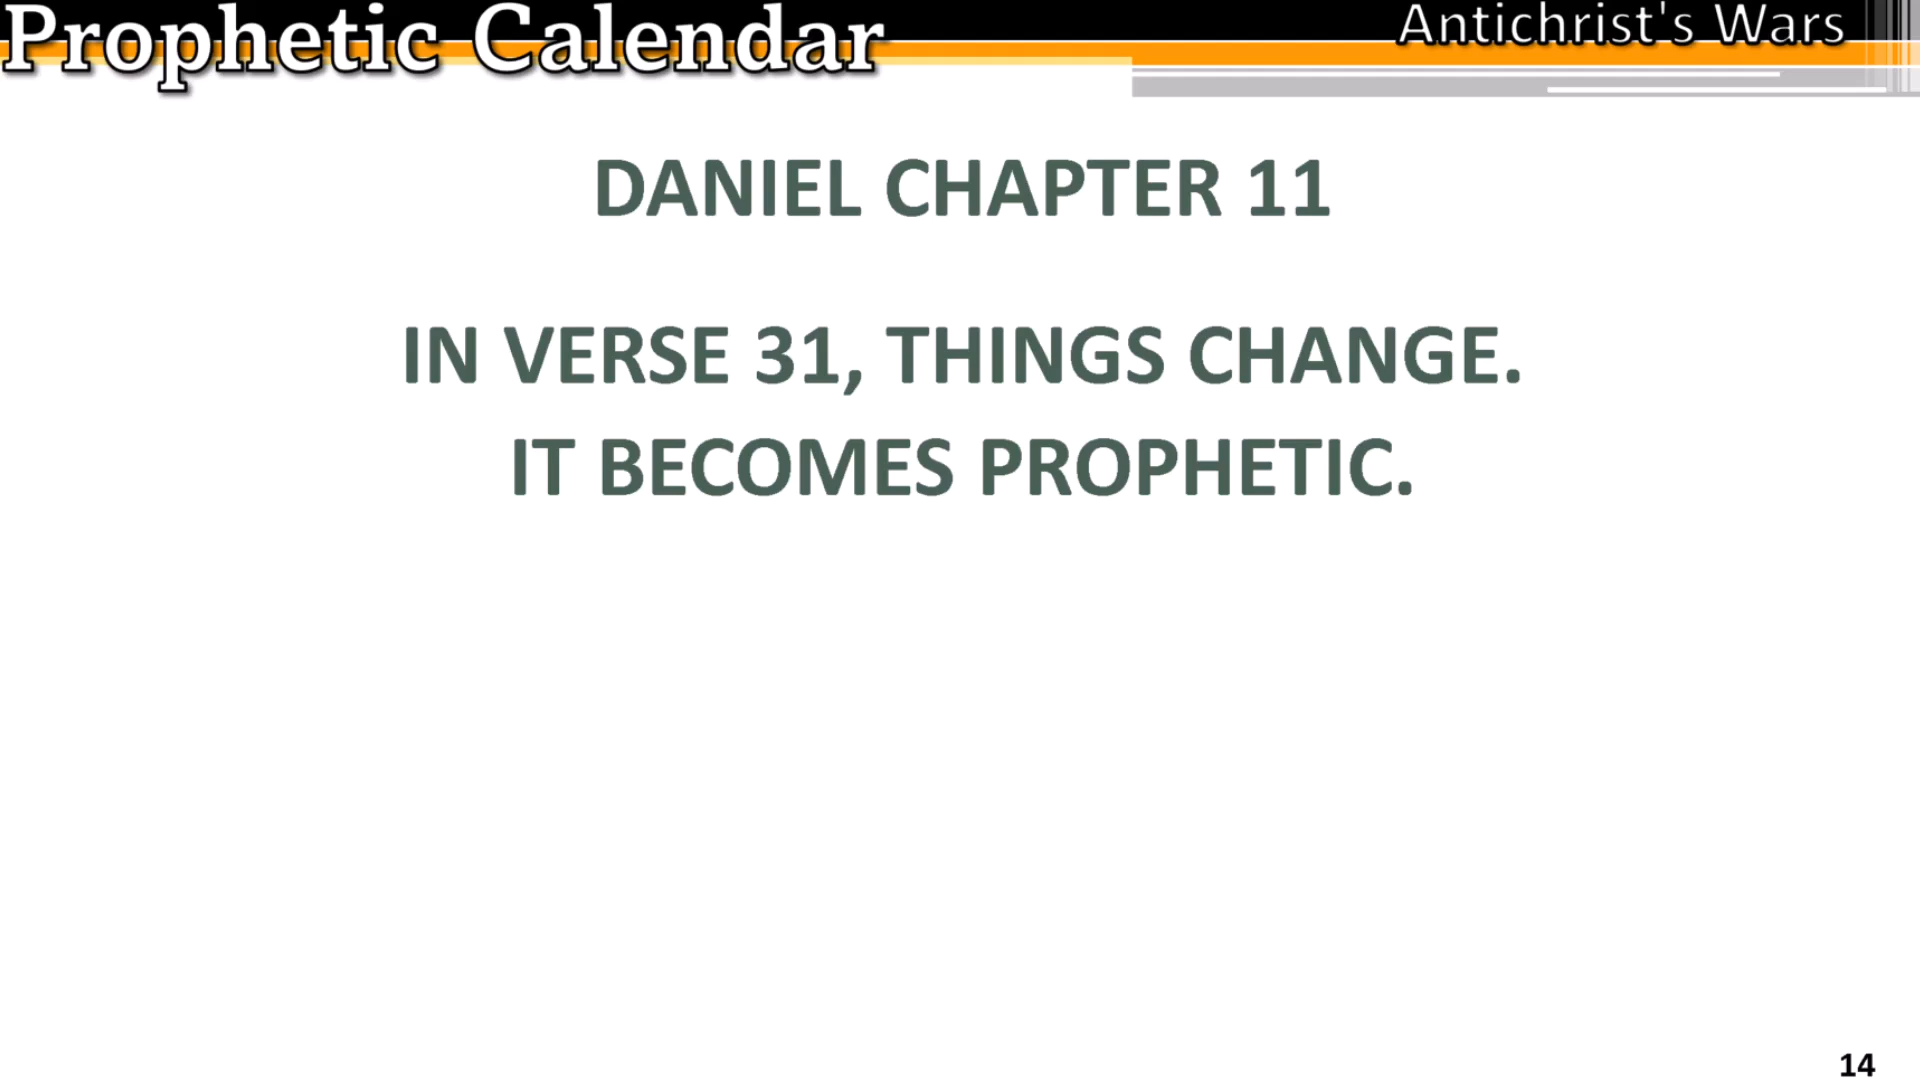 Prophetic Calendar
Antichrist's Wars
DANIEL CHAPTER 11
IN VERSE 31, THINGS CHANGE.
IT BECOMES PROPHETIC.
14